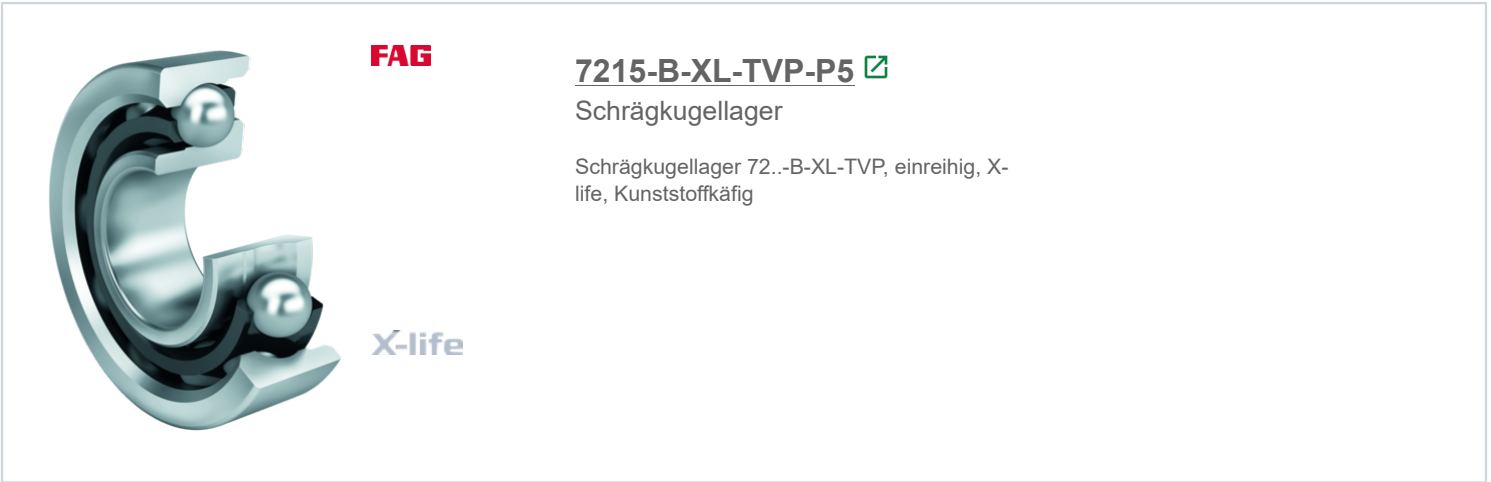 FAG
7215-B-XL-TVP-P5
Schrägkugellager
Schrägkugellager 72..-B-XL-TVP, einreihig, X-
life, Kunststoffkäfig
X-life